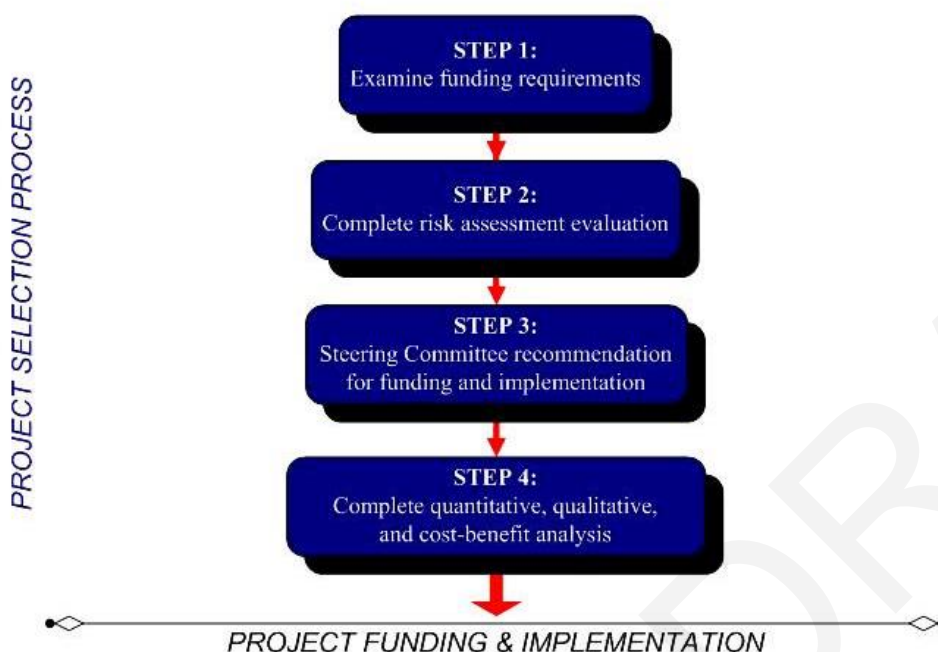 PROJECT SELECTION PROCESS
STEP 1:
Examine funding requirements
STEP 2:
Complete risk assessment evaluation
STEP 3:
Steering Committee recommendation
for funding and implementation
STEP 4:
Complete quantitative, qualitative,
and cost-benefit analysis
PROJECT FUNDING & IMPLEMENTATION